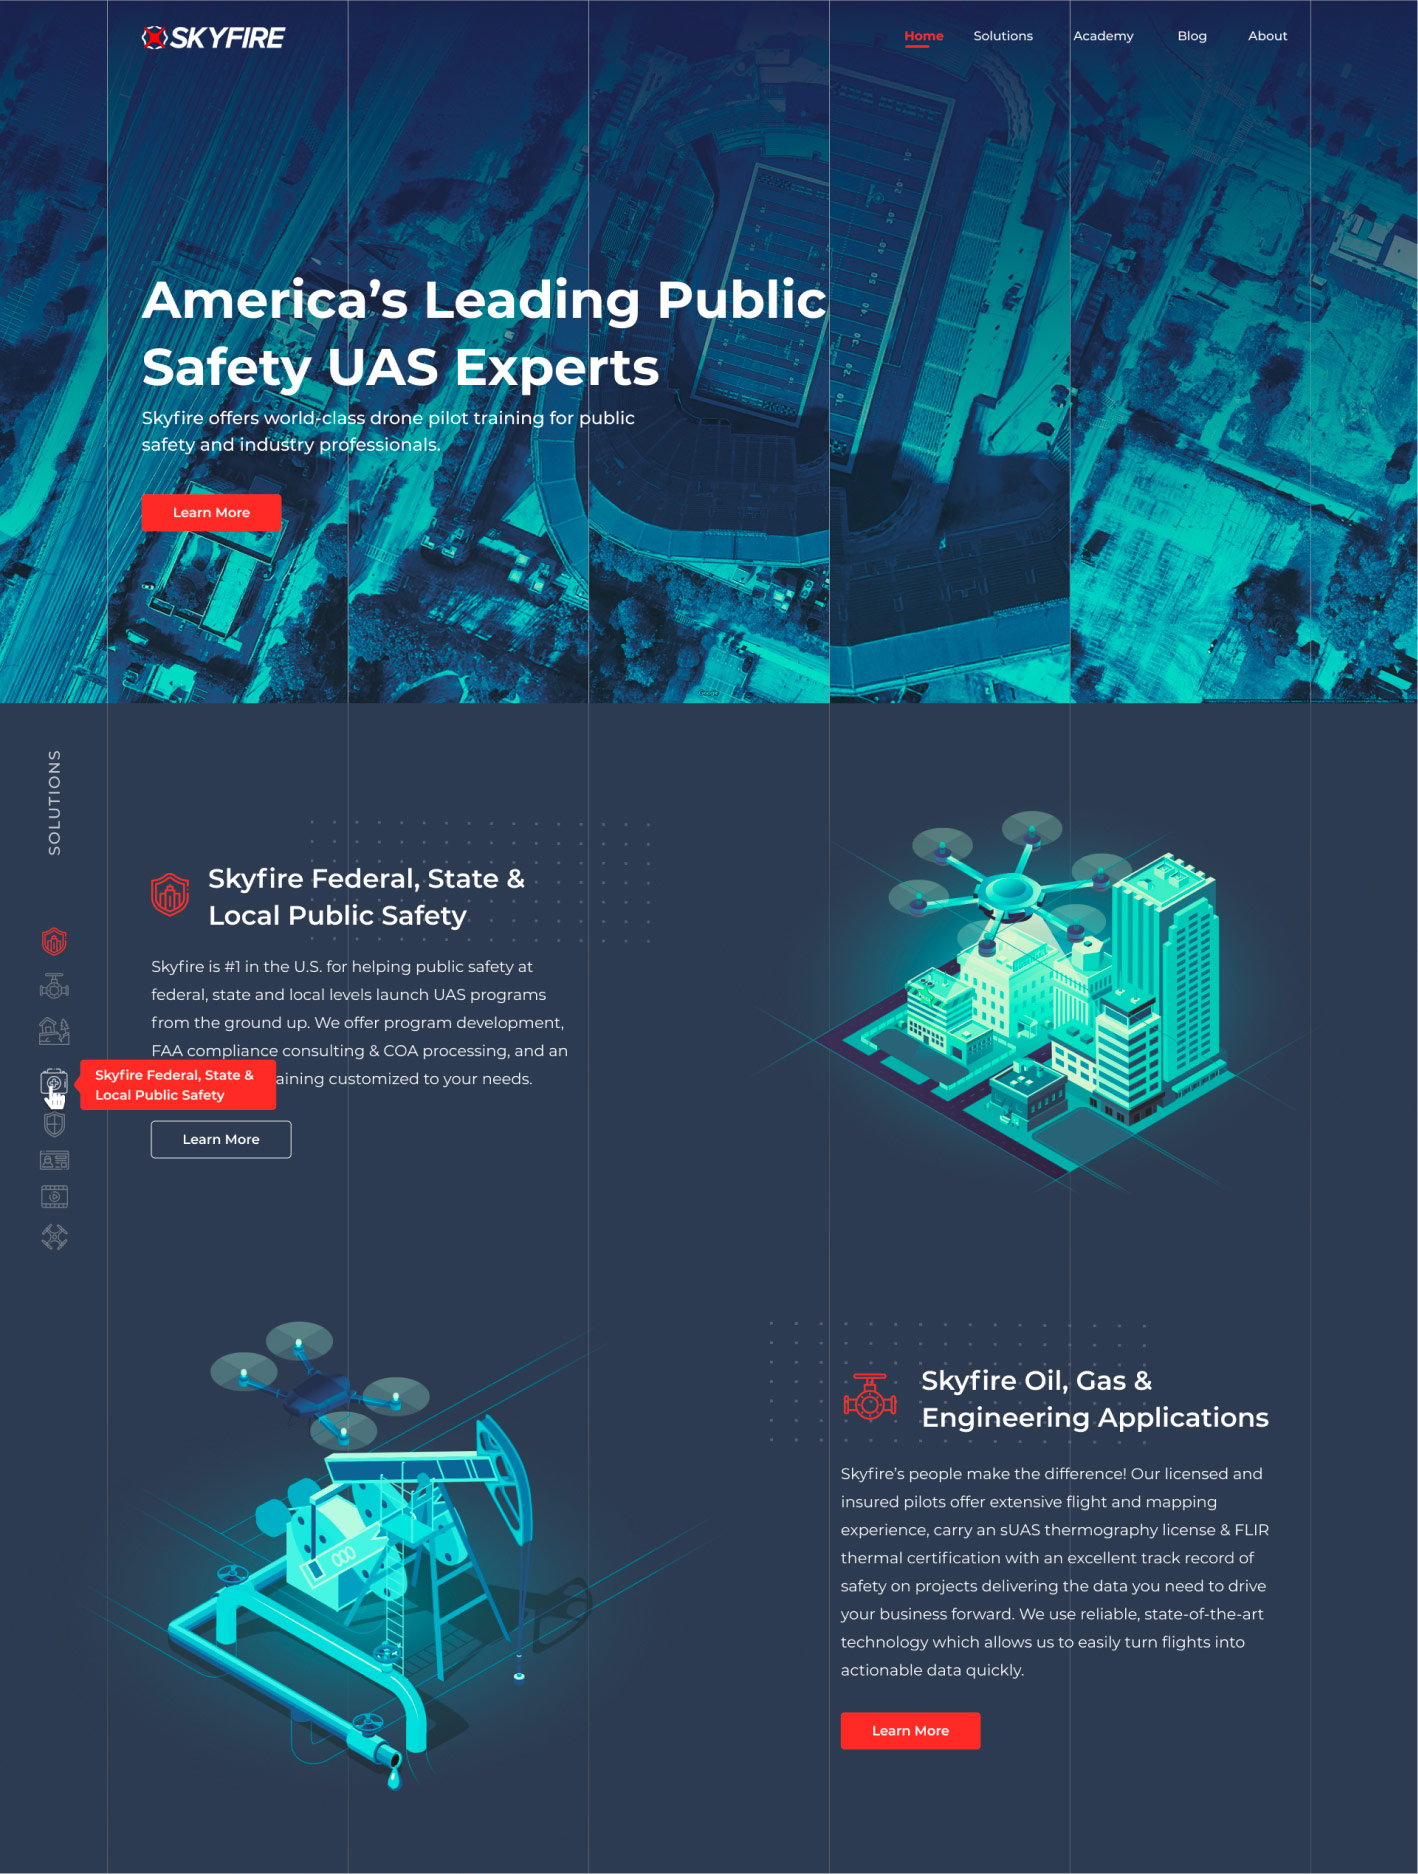 SKYFIRE
Home Solutions Academy Blog About
America's Leading Public
Safety UAS Experts
Skyfire offers world-class drone pilot training for public
safety and industry professionals.
Learn More
Google
SOLUTIONS
Skyfire Federal, State &
Local Public Safety
Skyfire is #1 in the U.S. for helping public safety at
federal, state and local levels launch UAS programs
from the ground up. We offer program development,
FAA compliance consulting & COA processing, and an
aining customized to your needs.
Skyfire Federal, State &
Local Public Safety
Learn More
Skyfire Oil, Gas &
Engineering Applications
Skyfire's people make the difference! Our licensed and
insured pilots offer extensive flight and mapping
experience, carry an sUAS thermography license & FLIR
thermal certification with an excellent track record of
safety on projects delivering the data you need to drive
your business forward. We use reliable, state-of-the-art
technology which allows us to easily turn flights into
actionable data quickly.
Learn More